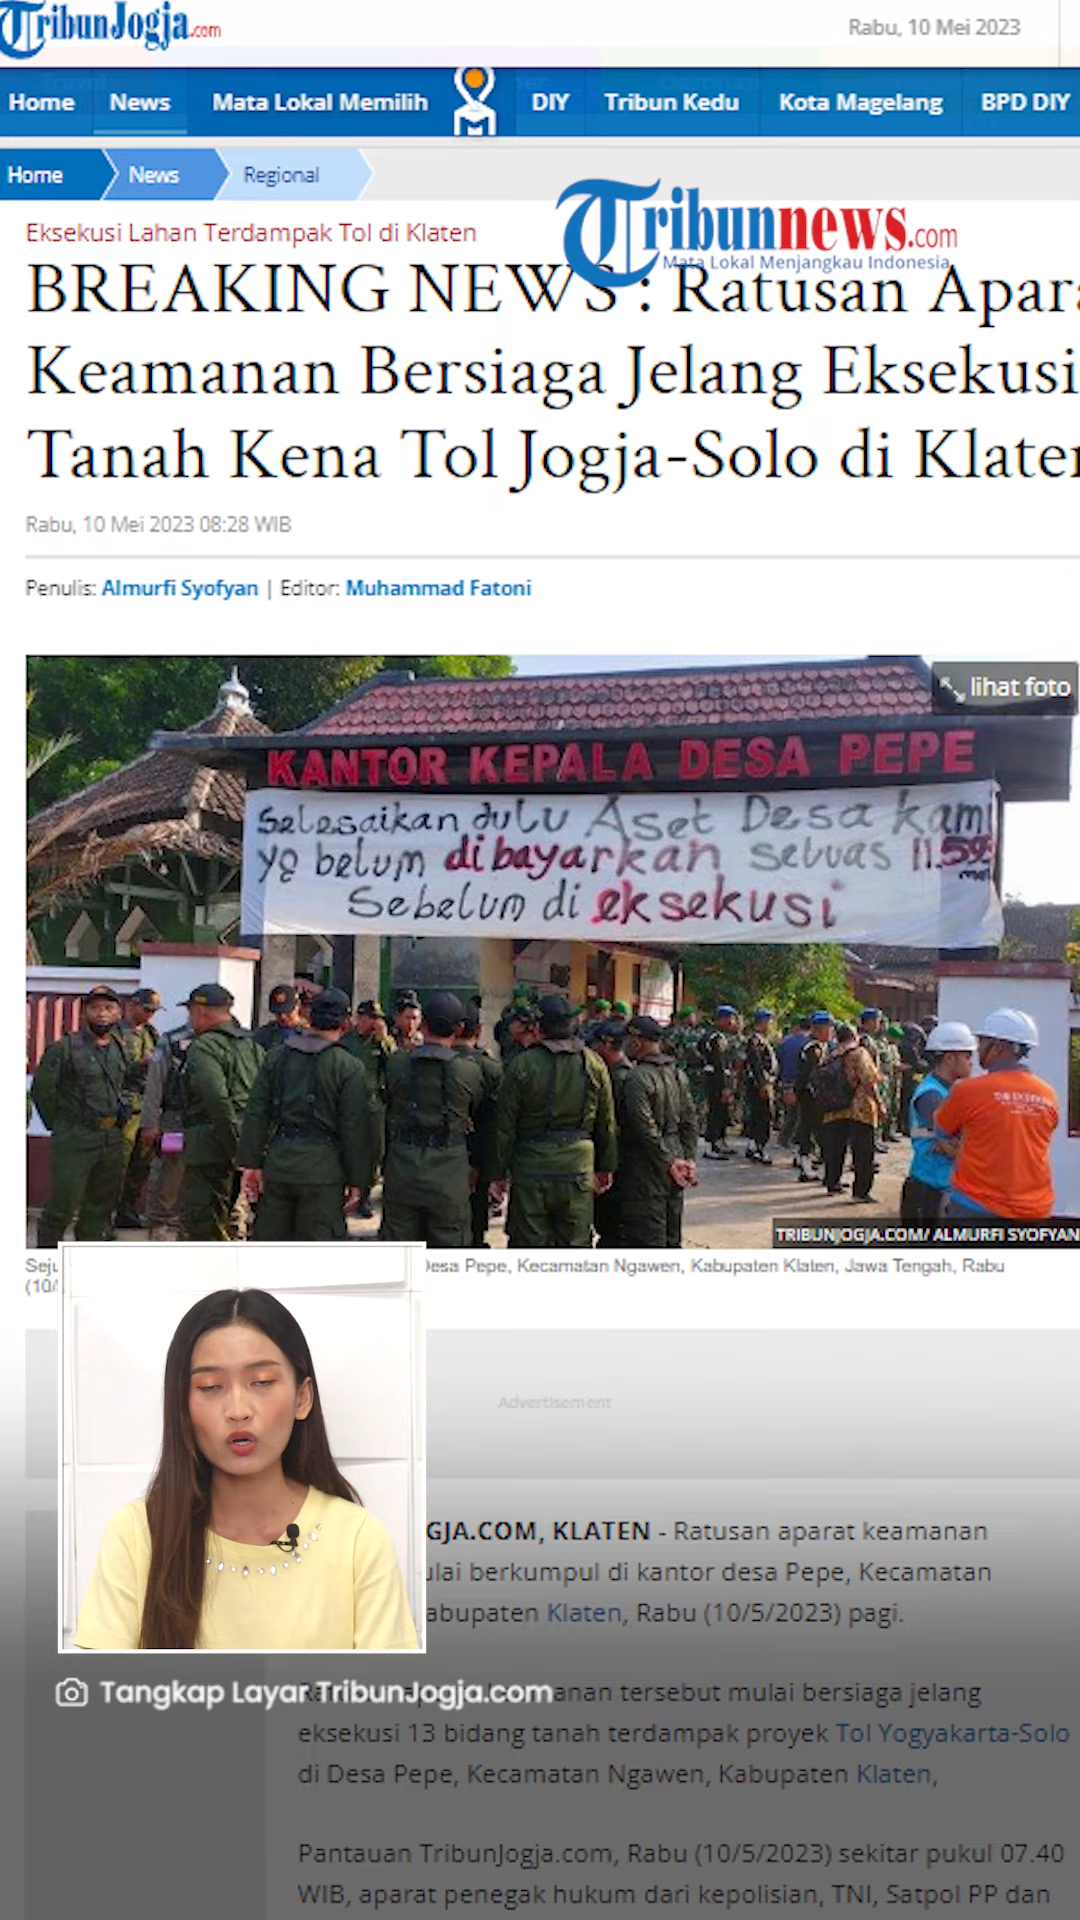 TribunJogja.com
Rabu, 10 Mei 2023
Home News Mata Lokal Memilih DIY Tribun Kedu Kota Magelang BPD DIY
Home News Regional
Eksekusi Lahan Terdampak Tol di Klaten
Tribunnews.com
Mata Lokal Menjangkau Indonesia
BREAKING NEWS : Ratusan Apar
Keamanan Bersiaga Jelang Eksekusi
Tanah Kena Tol Jogja-Solo di Klaten
Rabu, 10 Mei 2023 08:28 WIB
Penulis: Almurfi Syofyan | Editor: Muhammad Fatoni
lihat foto
KANTOR KEPALA DESA PEPE
Selesaikan dulu Aset Desa kami
yg belum dibayarkan seluas 11.59
Sebelum di eksekusi
TRIBUNJOGJA.COM/ ALMURFI SYOFYAN
Seju Desa Pepe, Kecamatan Ngawen, Kabupaten Klaten, Jawa Tengah, Rabu
(10/
Advertisement
GJA.COM, KLATEN - Ratusan aparat keamanan
ulai berkumpul di kantor desa Pepe, Kecamatan
abupaten Klaten, Rabu (10/5/2023) pagi.
Tangkap Layar TribunJogja.com
anan tersebut mulai bersiaga jelang
eksekusi 13 bidang tanah terdampak proyek Tol Yogyakarta-Solo
di Desa Pepe, Kecamatan Ngawen, Kabupaten Klaten,
Pantauan TribunJogja.com, Rabu (10/5/2023) sekitar pukul 07.40
WIB, aparat penegak hukum dari kepolisian, TNI, Satpol PP dan